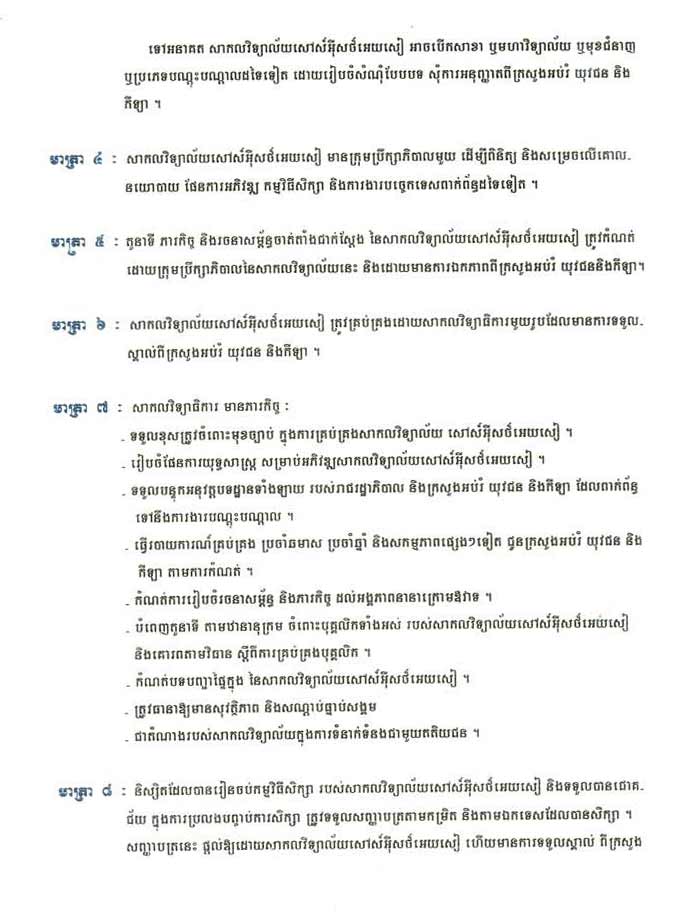 ទៅអនាគត សាកលវិទ្យាល័យសៅស៍អ៊ីសថ៍អេយសៀ អាចបើកសាខា ឬមហាវិទ្យាល័យ ឬមុខជំនាញ
ឬប្រភេទបណ្តុះបណ្តាលដទៃទៀត ដោយរៀបចំសំណុំបែបបទ សុំការអនុញ្ញាតពីក្រសួងអប់រំ យុវជន និង
កីឡា ។
មាត្រា ៤ : សាកលវិទ្យាល័យសៅស៍អ៊ីសថ៍អេយសៀ មានក្រុមប្រឹក្សាភិបាលមួយ ដើម្បីពិនិត្យ និងសម្រេចលើគោល-
នយោបាយ ផែនការអភិវឌ្ឍ កម្មវិធីសិក្សា និងការងារបច្ចេកទេសពាក់ព័ន្ធដទៃទៀត ។
មាត្រា ៥ : តួនាទី ភារកិច្ច និងរចនាសម្ព័ន្ធចាត់តាំងជាក់ស្តែង នៃសាកលវិទ្យាល័យសៅស៍អ៊ីសថ៍អេយសៀ ត្រូវកំណត់
ដោយក្រុមប្រឹក្សាភិបាលនៃសាកលវិទ្យាល័យនេះ និងដោយមានការឯកភាពពីក្រសួងអប់រំ យុវជននិងកីឡា។
មាត្រា ៦ : សាកលវិទ្យាល័យសៅស៍អ៊ីសថ៍អេយសៀ ត្រូវគ្រប់គ្រងដោយសាកលវិទ្យាធិការមួយរូបដែលមានការទទួល-
ស្គាល់ពីក្រសួងអប់រំ យុវជន និងកីឡា ។
មាត្រា ៧ : សាកលវិទ្យាធិការ មានភារកិច្ច :
- ទទួលខុសត្រូវចំពោះមុខច្បាប់ ក្នុងការគ្រប់គ្រងសាកលវិទ្យាល័យ សៅស៍អ៊ីសថ៍អេយសៀ ។
- រៀបចំផែនការយុទ្ធសាស្ត្រ សម្រាប់អភិវឌ្ឍសាកលវិទ្យាល័យសៅស៍អ៊ីសថ៍អេយសៀ ។
- ទទួលបន្ទុកអនុវត្តបទដ្ឋានទាំងឡាយ របស់រាជរដ្ឋាភិបាល និងក្រសួងអប់រំ យុវជន និងកីឡា ដែលពាក់ព័ន្ធ
ទៅនឹងការងារបណ្តុះបណ្តាល ។
- ធ្វើរបាយការណ៍គ្រប់គ្រង ប្រចាំឆមាស ប្រចាំឆ្នាំ និងសកម្មភាពផ្សេងៗទៀត ជូនក្រសួងអប់រំ យុវជន និង
កីឡា តាមការកំណត់ ។
- កំណត់ការរៀបចំរចនាសម្ព័ន្ធ និងភារកិច្ច ដល់អង្គភាពនានាក្រោមឱវាទ ។
- បំពេញតួនាទី តាមឋានានុក្រម ចំពោះបុគ្គលិកទាំងអស់ របស់សាកលវិទ្យាល័យសៅស៍អ៊ីសថ៍អេយសៀ
និងគោរពតាមវិធាន ស្តីពីការគ្រប់គ្រងបុគ្គលិក ។
- កំណត់បទបញ្ជាផ្ទៃក្នុង នៃសាកលវិទ្យាល័យសៅស៍អ៊ីសថ៍អេយសៀ ។
- ត្រូវធានាឱ្យមានសុវត្ថិភាព និងសណ្តាប់ធ្នាប់សង្គម
- ជាតំណាងរបស់សាកលវិទ្យាល័យក្នុងការទំនាក់ទំនងជាមួយតតិយជន ។
មាត្រា ៨ : និស្សិតដែលបានរៀនចប់កម្មវិធីសិក្សា របស់សាកលវិទ្យាល័យសៅស៍អ៊ីសថ៍អេយសៀ និងទទួលបានជោគ-
ជ័យ ក្នុងការប្រលងបញ្ចប់ការសិក្សា ត្រូវទទួលសញ្ញាបត្រតាមកម្រិត និងតាមឯកទេសដែលបានសិក្សា ។
សញ្ញាបត្រនេះ ផ្តល់ឱ្យដោយសាកលវិទ្យាល័យសៅស៍អ៊ីសថ៍អេយសៀ ហើយមានការទទួលស្គាល់ ពីក្រសួង